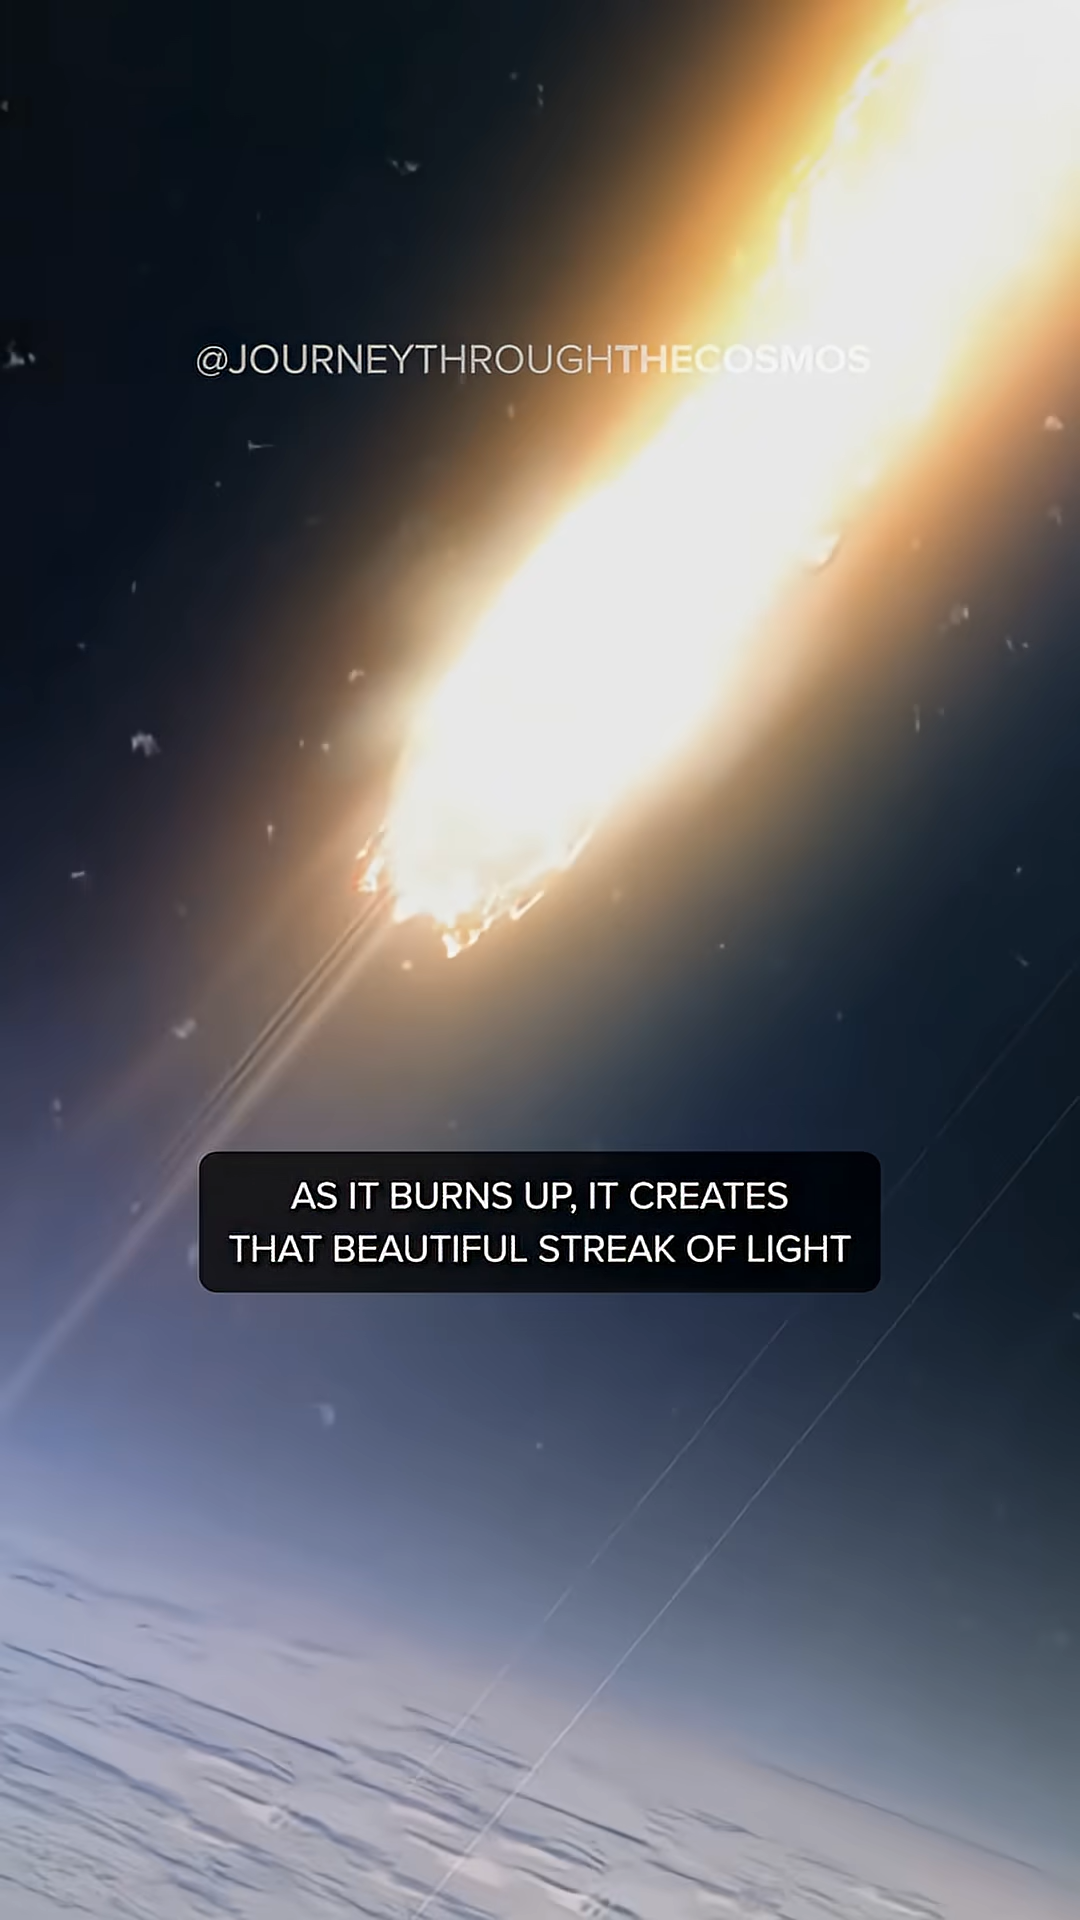 @JOURNEYTHROUGHTHECOSMOS
AS IT BURNS UP, IT CREATES
THAT BEAUTIFUL STREAK OF LIGHT